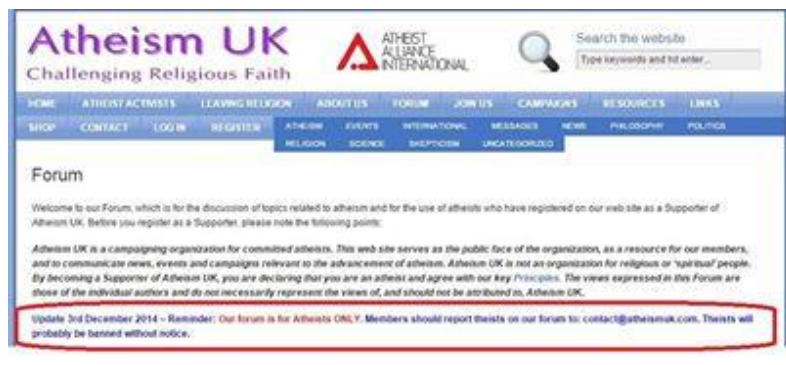 Atheism UK
Challenging Religious Faith
ATHEIST
ALLIANCE
INTERNATIONAL
Search the website
Type keywords and hit enter...
HOME ATHEIST ACTIVISTS LEAVING RELIGION ABOUT US FORUM JOIN US CAMPAIGNS RESOURCES LINKS
SHOP CONTACT LOG IN REGISTER ATHEISM EVENTS INTERNATIONAL MESSAGES NEWS PHILOSOPHY POLITICS
RELIGION SCIENCE SKEPTICISM UNCATEGORIZED
Forum
Welcome to our Forum, which is for the discussion of topics related to atheism and for the use of atheists who have registered on our web site as a Supporter of
Atheism UK. Before you register as a Supporter, please note the following points:
Atheism UK is a campaigning organization for committed atheists. This web site serves as the public face of the organization, as a resource for our members,
and to communicate news, events and campaigns relevant to the advancement of atheism. Atheism UK is not an organization for religious or 'spiritual' people.
By becoming a Supporter of Atheism UK, you are declaring that you are an atheist and agree with our key Principles. The views expressed in this Forum are
those of the individual authors and do not necessarily represent the views of, and should not be attributed to, Atheism UK.
Update 3rd December 2014 – Reminder: Our forum is for Atheists ONLY. Members should report theists on our forum to: contact@atheismuk.com. Theists will
probably be banned without notice.